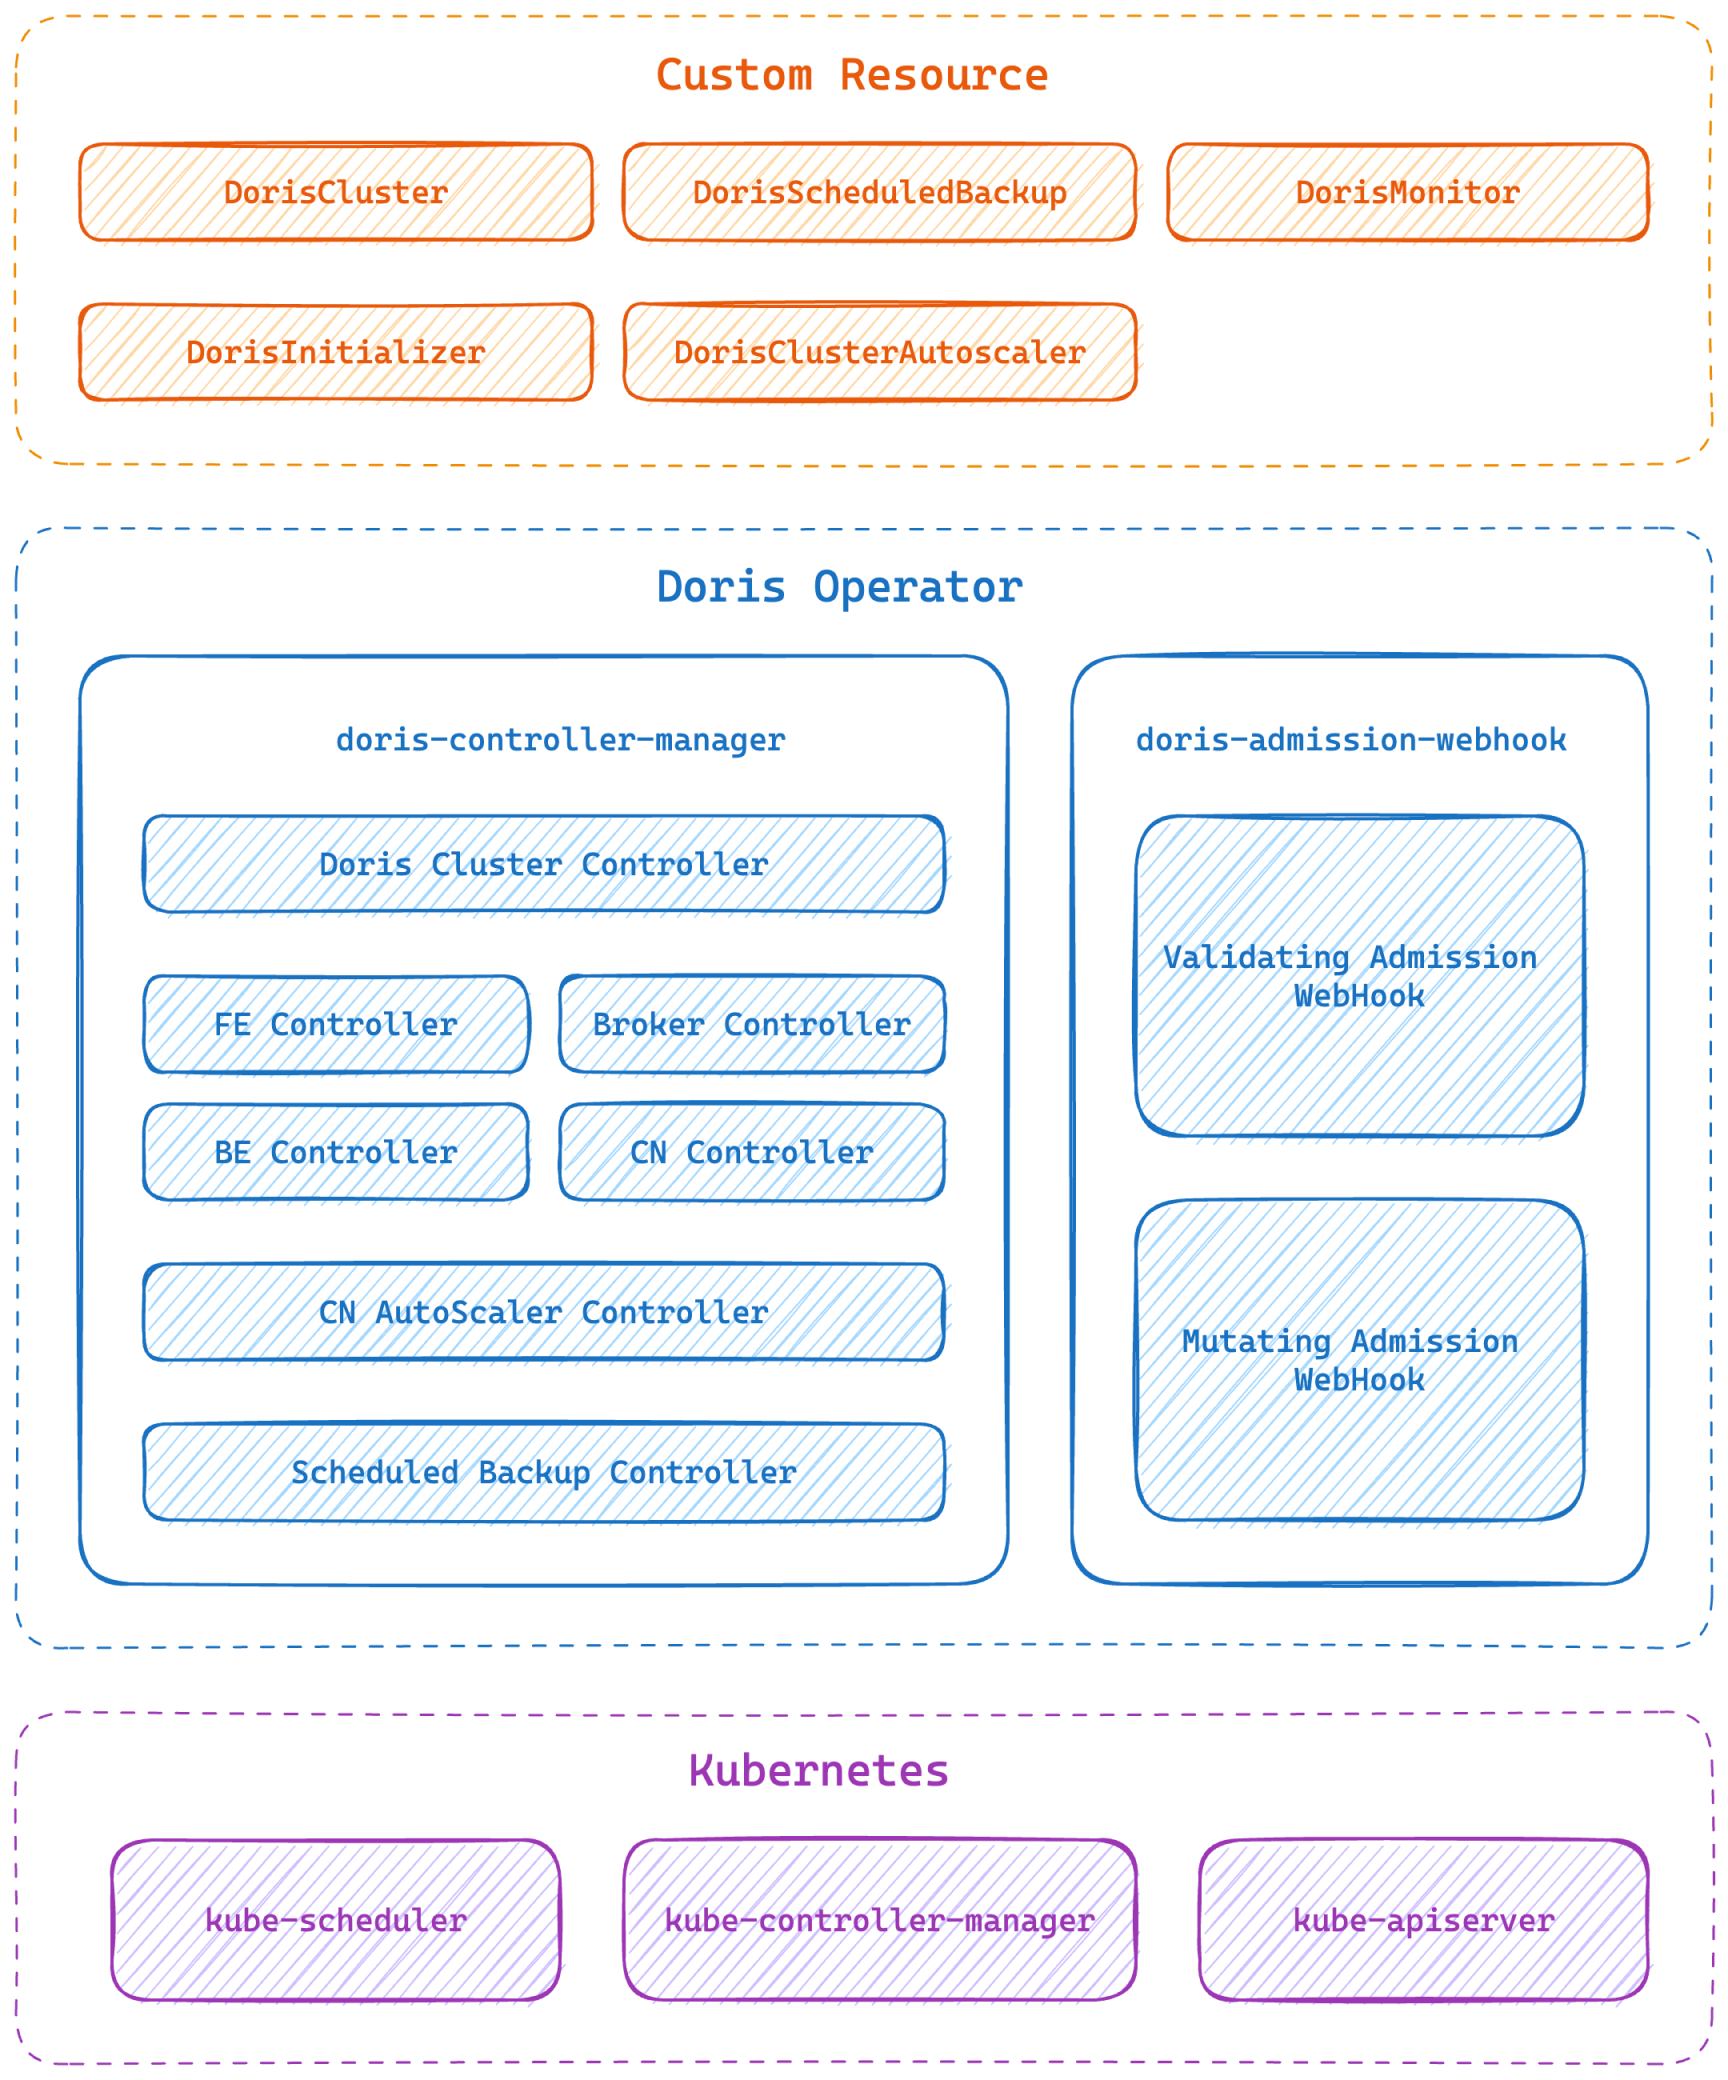 Custom Resource
DorisCluster
DorisScheduledBackup
DorisMonitor
DorisInitializer
DorisClusterAutoscaler
Doris Operator
doris-controller-manager
Doris Cluster Controller
FE Controller
Broker Controller
BE Controller
CN Controller
CN AutoScaler Controller
Scheduled Backup Controller
doris-admission-webhook
Validating Admission
WebHook
Mutating Admission
WebHook
Kubernetes
kube-scheduler
kube-controller-manager
kube-apiserver